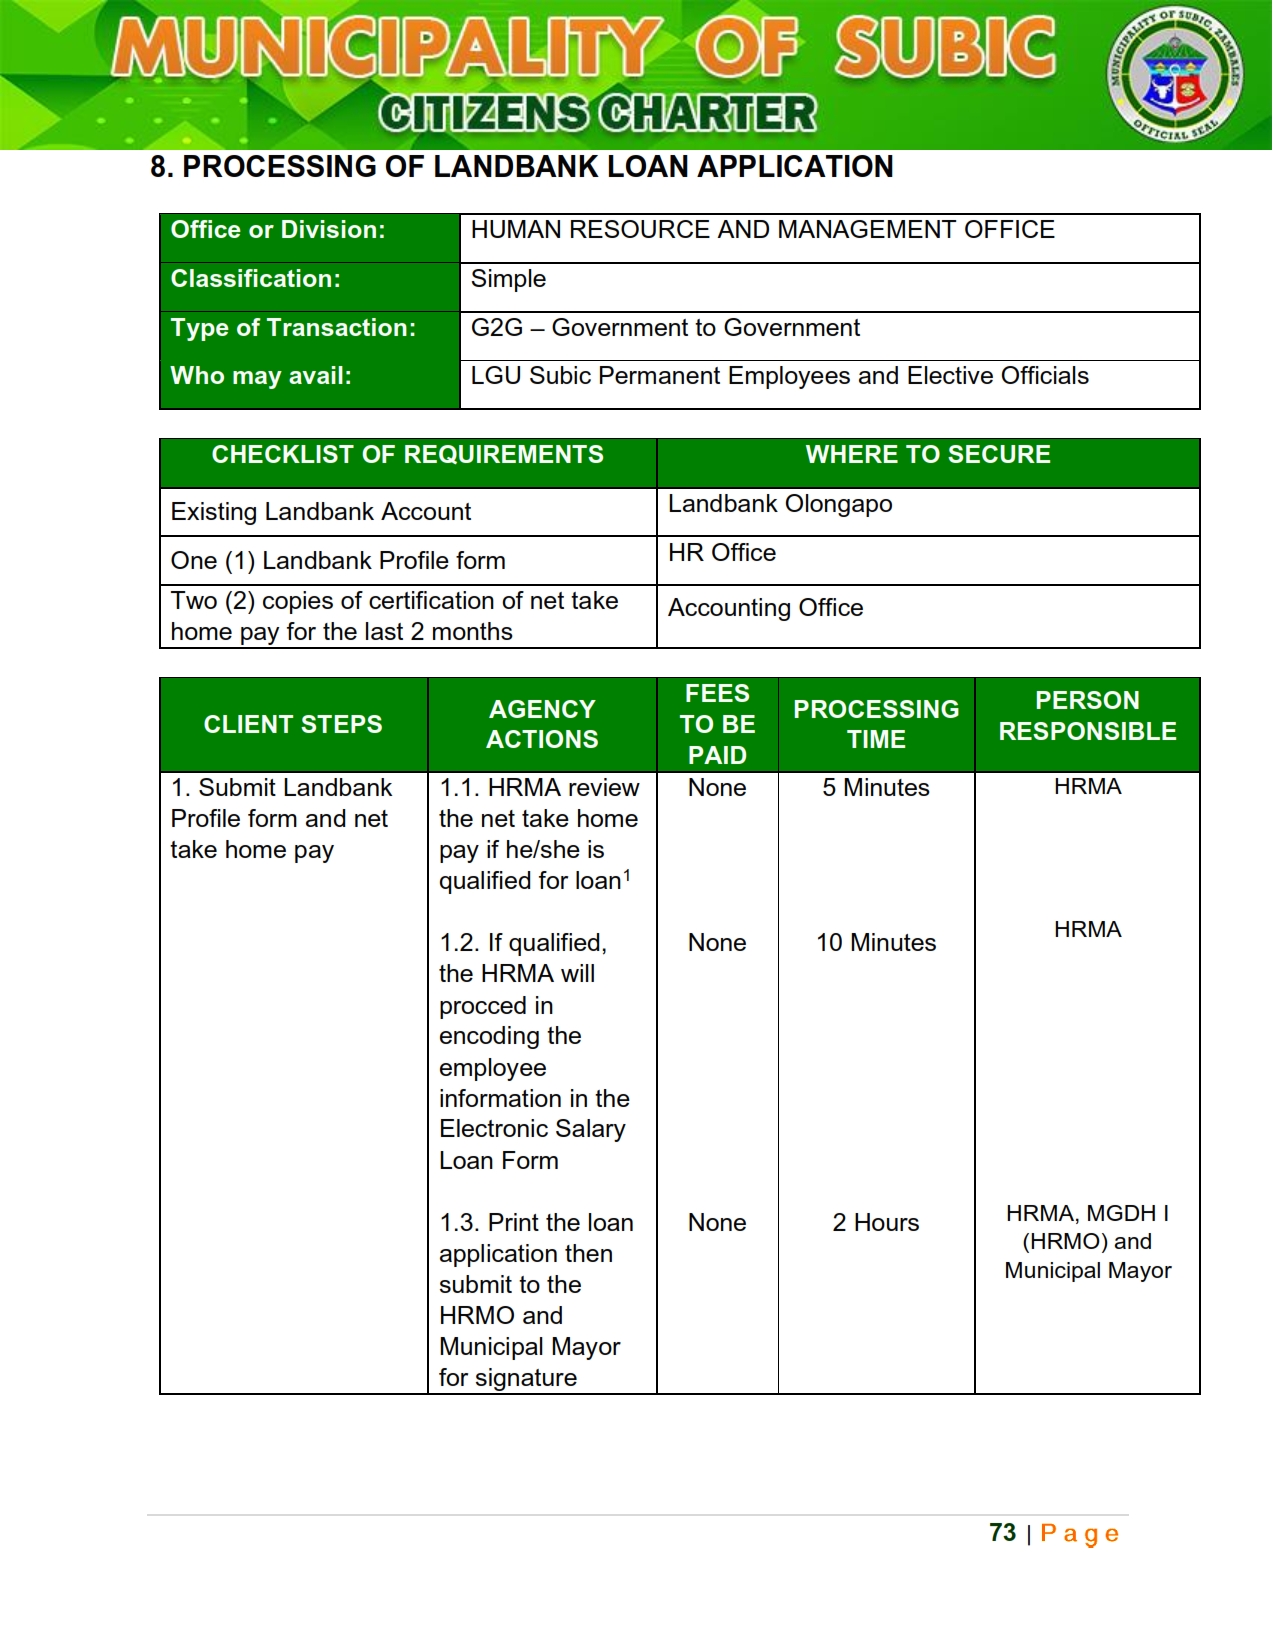 MUNICIPALITY OF SUBIC
CITIZENS CHARTER
MUNICIPALITY OF SUBIC, ZAMBALES
OFFICIAL SEAL
8. PROCESSING OF LANDBANK LOAN APPLICATION
Office or Division: HUMAN RESOURCE AND MANAGEMENT OFFICE
Classification: Simple
Type of Transaction: G2G – Government to Government
Who may avail: LGU Subic Permanent Employees and Elective Officials
CHECKLIST OF REQUIREMENTS WHERE TO SECURE
Existing Landbank Account Landbank Olongapo
One (1) Landbank Profile form HR Office
Two (2) copies of certification of net take
home pay for the last 2 months
Accounting Office
CLIENT STEPS
AGENCY
ACTIONS
FEES
TO BE
PAID
PROCESSING
TIME
PERSON
RESPONSIBLE
1. Submit Landbank
Profile form and net
take home pay
1.1. HRMA review
the net take home
pay if he/she is
qualified for loan1
None
5 Minutes
HRMA
1.2. If qualified,
the HRMA will
procced in
encoding the
employee
information in the
Electronic Salary
Loan Form
None
10 Minutes
HRMA
1.3. Print the loan
application then
submit to the
HRMO and
Municipal Mayor
for signature
None
2 Hours
HRMA, MGDH I
(HRMO) and
Municipal Mayor
73 | Page